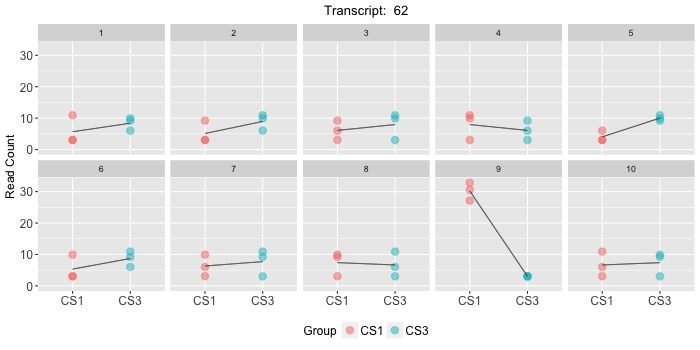 Transcript: 62
1 2 3 4 5
30
20
10
0
Read Count
6 7 8 9 10
30
20
10
0
CS1 CS3 CS1 CS3 CS1 CS3 CS1 CS3 CS1 CS3
Group CS1 CS3